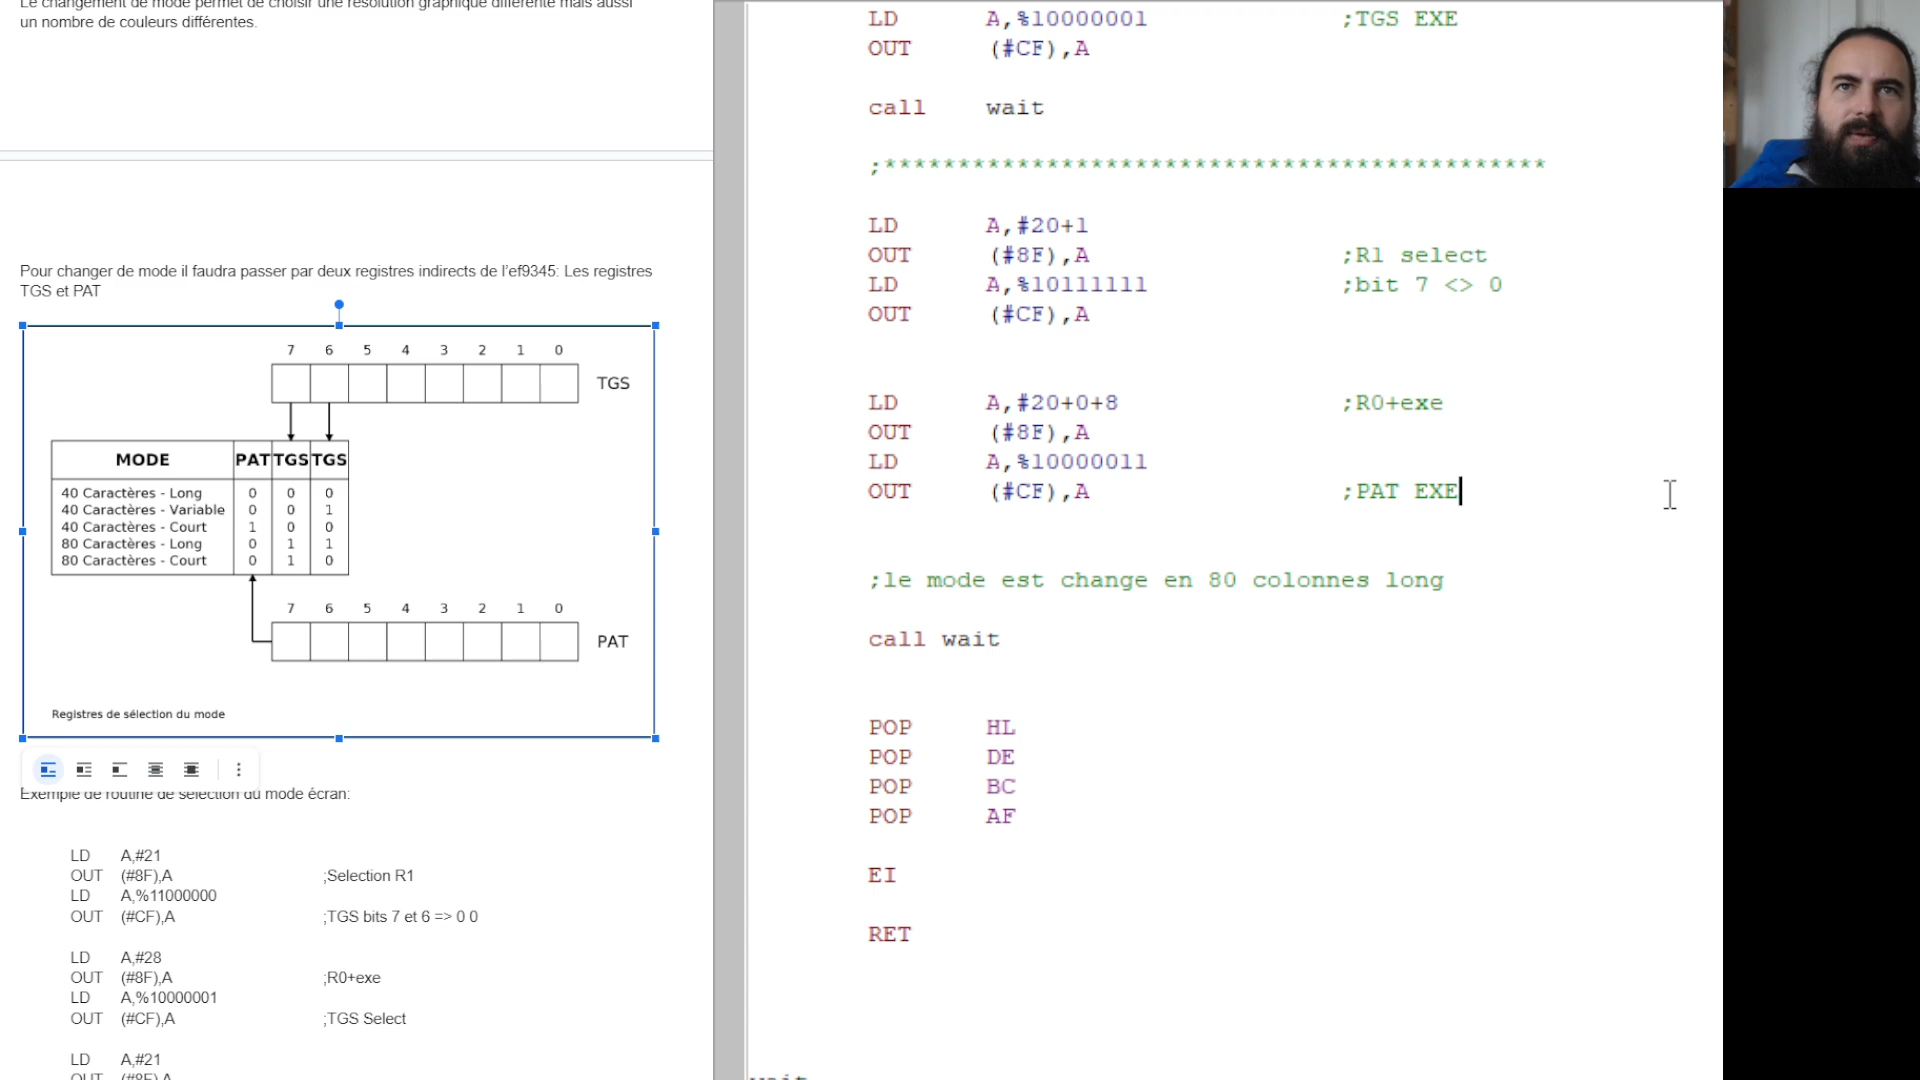 Le changement de mode permet de choisir une résolution graphique différente mais aussi
un nombre de couleurs différentes.
Pour changer de mode il faudra passer par deux registres indirects de l'ef9345: Les registres
TGS et PAT
7 6 5 4 3 2 1 0
TGS
MODE PAT TGS TGS
40 Caractères - Long 0 0 0
40 Caractères - Variable 0 0 1
40 Caractères - Court 1 0 0
80 Caractères - Long 0 1 1
80 Caractères - Court 0 1 0
7 6 5 4 3 2 1 0
PAT
Registres de sélection du mode
Exemple de routine de sélection du mode écran:
LD A,#21
OUT (#8F),A ;Selection R1
LD A,%11000000
OUT (#CF),A ;TGS bits 7 et 6 => 0 0
LD A,#28
OUT (#8F),A ;R0+exe
LD A,%10000001
OUT (#CF),A ;TGS Select
LD A,#21
OUT (#8F),A
LD A,%10000001 ;TGS EXE
OUT (#CF),A
call wait
;*********************************************
LD A,#20+1
OUT (#8F),A ;R1 select
LD A,%10111111 ;bit 7 <> 0
OUT (#CF),A
LD A,#20+0+8 ;R0+exe
OUT (#8F),A
LD A,%10000011
OUT (#CF),A ;PAT EXE
;le mode est change en 80 colonnes long
call wait
POP HL
POP DE
POP BC
POP AF
EI
RET
wait